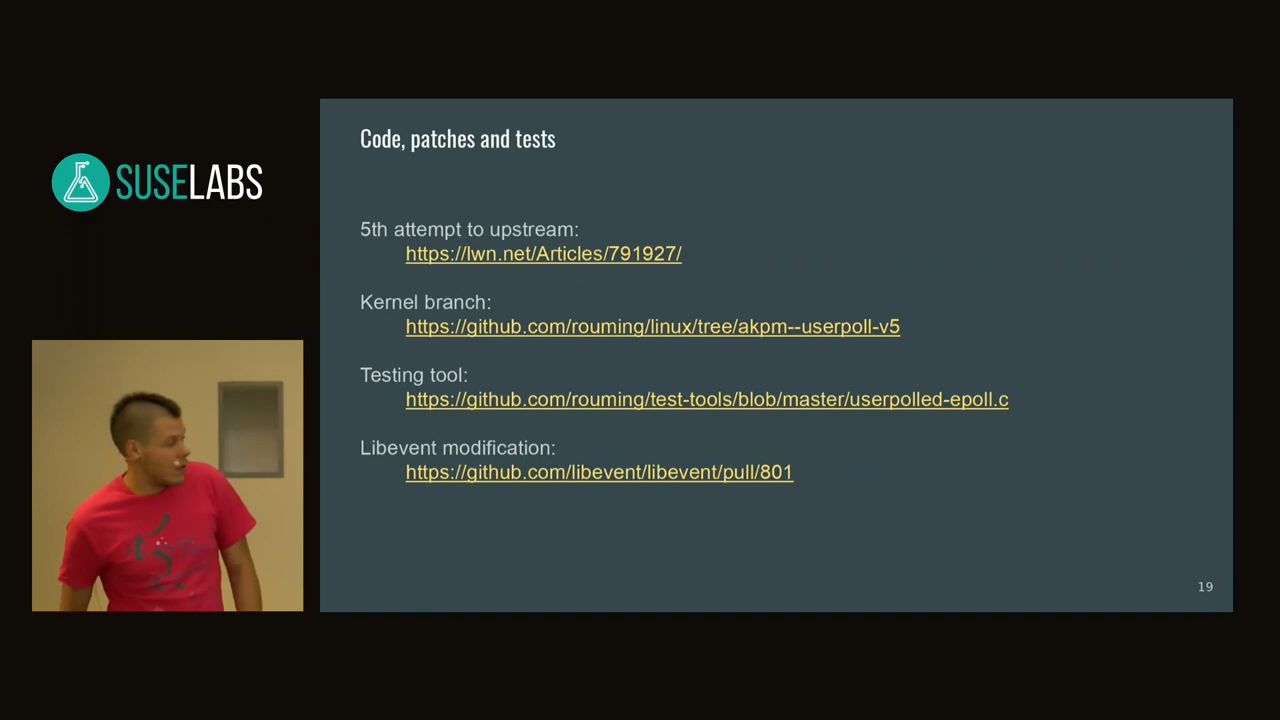 SUSELABS
Code, patches and tests
5th attempt to upstream:
https://lwn.net/Articles/791927/
Kernel branch:
https://github.com/rouming/linux/tree/akpm--userpoll-v5
Testing tool:
https://github.com/rouming/test-tools/blob/master/userpolled-epoll.c
Libevent modification:
https://github.com/libevent/libevent/pull/801
19